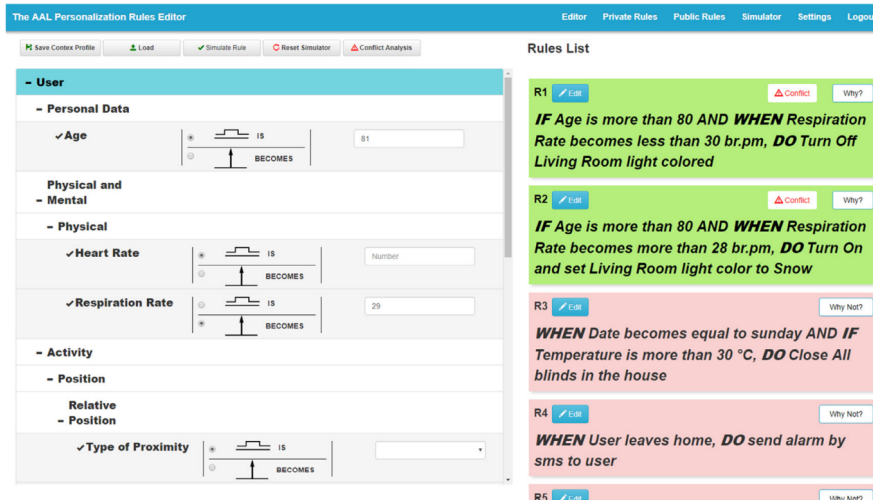 The AAL Personalization Rules Editor
Editor Private Rules Public Rules Simulator Settings Logou
Save Contex Profile Load Simulate Rule Reset Simulator Conflict Analysis
Rules List
– User
– Personal Data
Age
IS
BECOMES
81
Physical and
– Mental
– Physical
Heart Rate
IS
BECOMES
Number
Respiration Rate
IS
BECOMES
29
– Activity
– Position
Relative
– Position
Type of Proximity
IS
BECOMES
R1 Edit Conflict Why?
IF Age is more than 80 AND WHEN Respiration
Rate becomes less than 30 br.pm, DO Turn Off
Living Room light colored
R2 Edit Conflict Why?
IF Age is more than 80 AND WHEN Respiration
Rate becomes more than 28 br.pm, DO Turn On
and set Living Room light color to Snow
R3 Edit Why Not?
WHEN Date becomes equal to sunday AND IF
Temperature is more than 30 °C, DO Close All
blinds in the house
R4 Edit Why Not?
WHEN User leaves home, DO send alarm by
sms to user
R5 Edit Why Not?